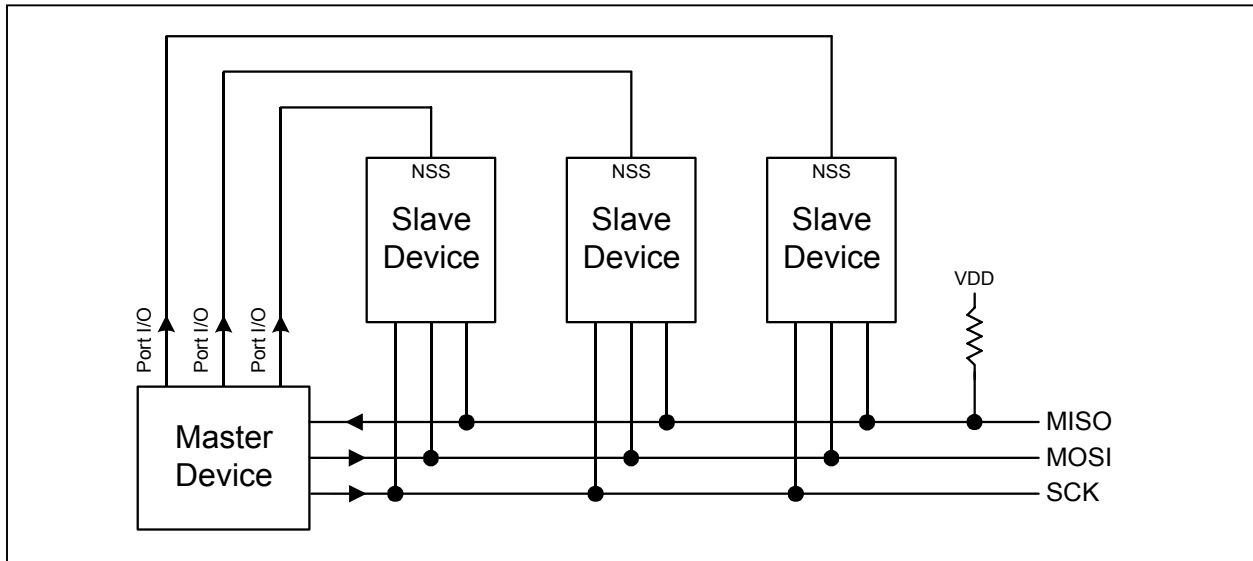 NSS
Slave
Device
NSS
Slave
Device
NSS
Slave
Device
VDD
Port I/O
Port I/O
Port I/O
Master
Device
MISO
MOSI
SCK